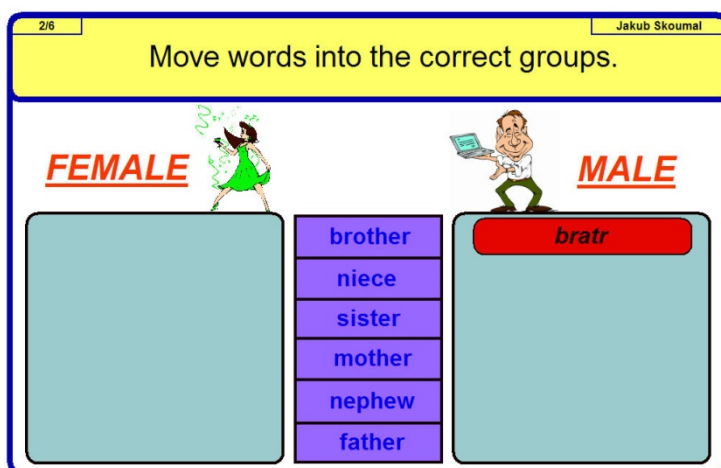 2/6
Jakub Skoumal
Move words into the correct groups.
FEMALE
MALE
brother
niece
sister
mother
nephew
father
bratr